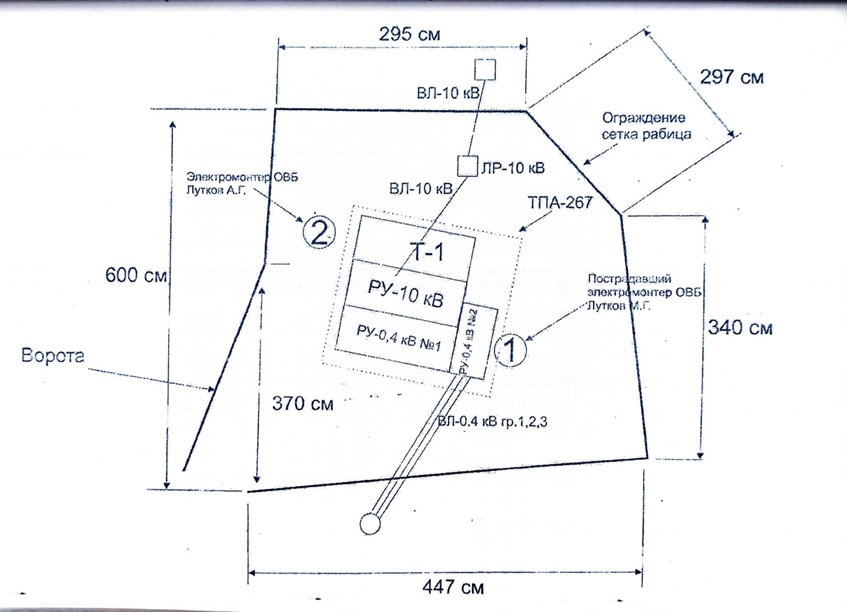 295 см
297 см
ВЛ-10 кВ
Ограждение
сетка рабица
ЛР-10 кВ
Электромонтер ОВБ
Лутков А.Г.
ВЛ-10 кВ
ТПА-267
2
Т-1
600 см
РУ-10 кВ
Пострадавший
электромонтер ОВБ
Лутков М.Г.
РУ-0,4 кВ №1
РУ-0,4 кВ №2
1
340 см
Ворота
370 см
ВЛ-0.4 кВ гр.1,2,3
447 см